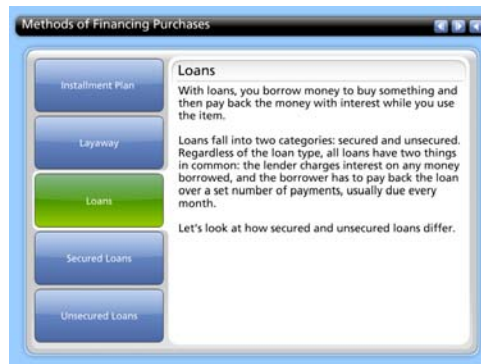 Methods of Financing Purchases
Installment Plan
Layaway
Loans
Secured Loans
Unsecured Loans
Loans
With loans, you borrow money to buy something and
then pay back the money with interest while you use
the item.
Loans fall into two categories: secured and unsecured.
Regardless of the loan type, all loans have two things
in common: the lender charges interest on any money
borrowed, and the borrower has to pay back the loan
over a set number of payments, usually due every
month.
Let's look at how secured and unsecured loans differ.